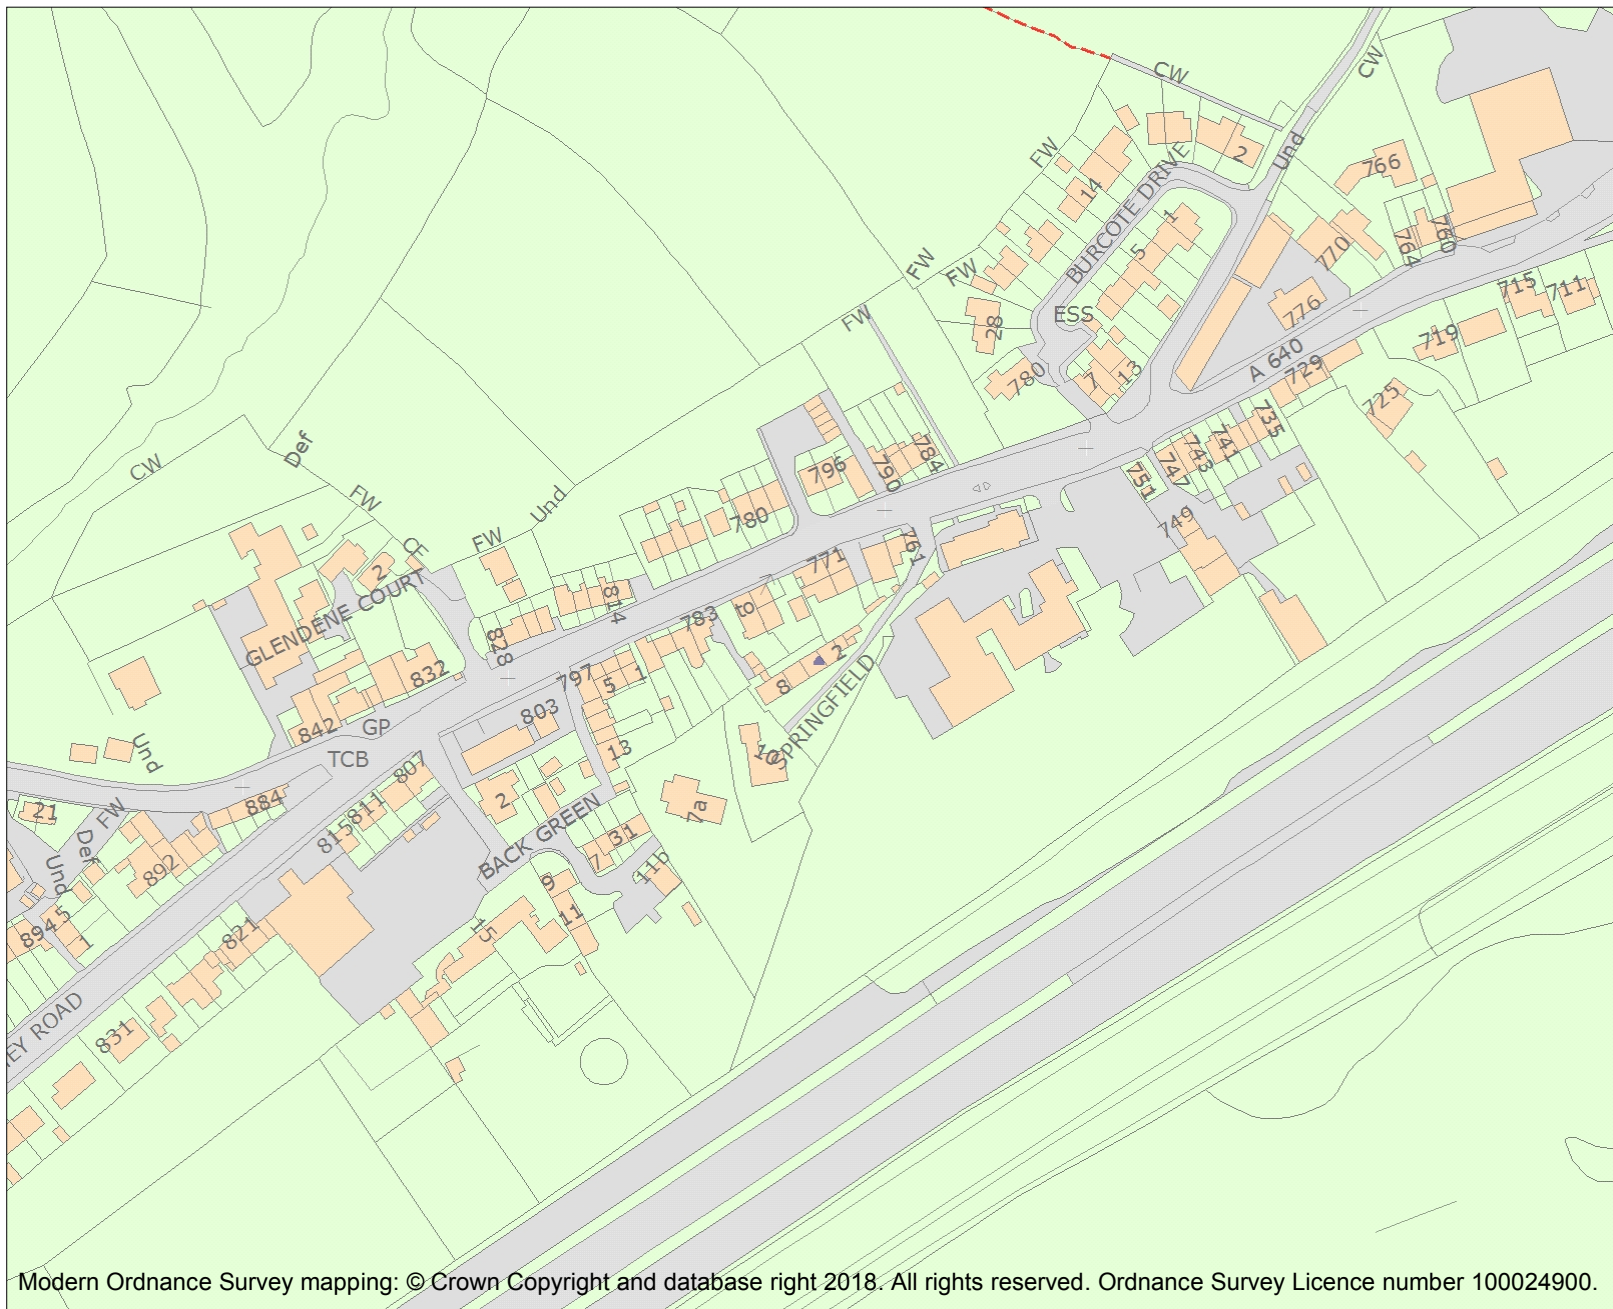 CW
CW
Und
FW
2
766
14
BURCOTE DRIVE
1
5
764
760
770
FW
FW
FW
ESS
28
776
715
711
A 640
719
729
780
7
13
725
735
741
743
747
751
749
784
790
796
780
Und
Def
CW
FW
FW
CF
2
GLENDENE COURT
814
828
832
842
GP
TCB
761
771
to
783
797
5
1
803
13
2
8
SPRINGFIELD
10
7a
Und
21
FW
Def
Und
884
807
811
815
892
2
BACK GREEN
31
7
11b
9
11
15
821
894
5
1
831
EY ROAD
Modern Ordnance Survey mapping: © Crown Copyright and database right 2018. All rights reserved. Ordnance Survey Licence number 100024900.